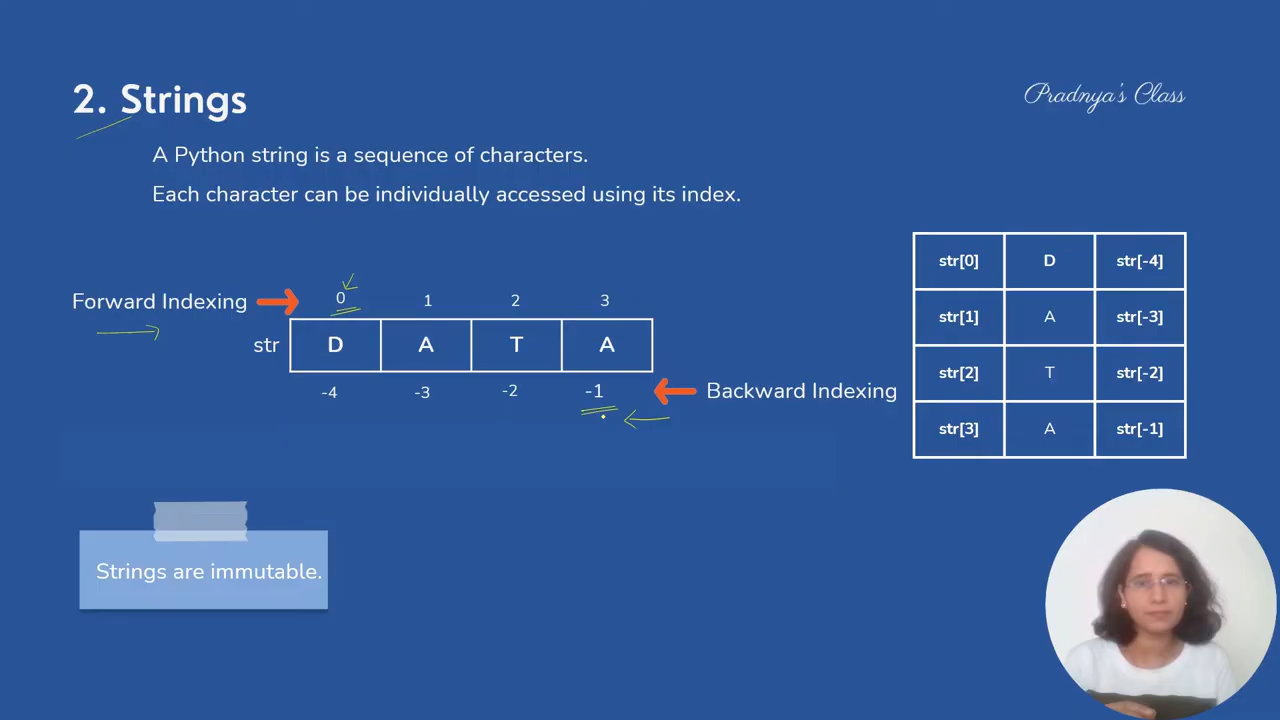 2. Strings
Pradnya's Class
A Python string is a sequence of characters.
Each character can be individually accessed using its index.
Forward Indexing
0 1 2 3
str D A T A
-4 -3 -2 -1
Backward Indexing
str[0] D str[-4]
str[1] A str[-3]
str[2] T str[-2]
str[3] A str[-1]
Strings are immutable.